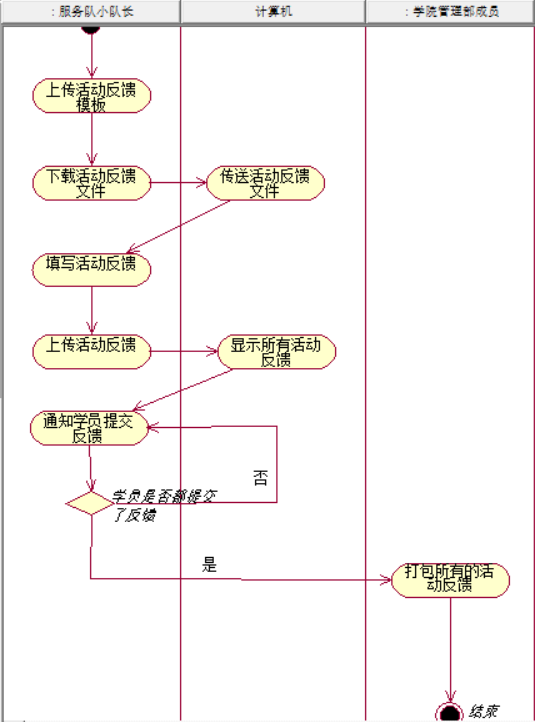 ：服务队小队长
计算机
：学院管理部成员
上传活动反馈
模板
下载活动反馈
文件
传送活动反馈
文件
填写活动反馈
上传活动反馈
显示所有活动
反馈
通知学员提交
反馈
否
学员是否都提交
了反馈
是
打包所有的活
动反馈
结束